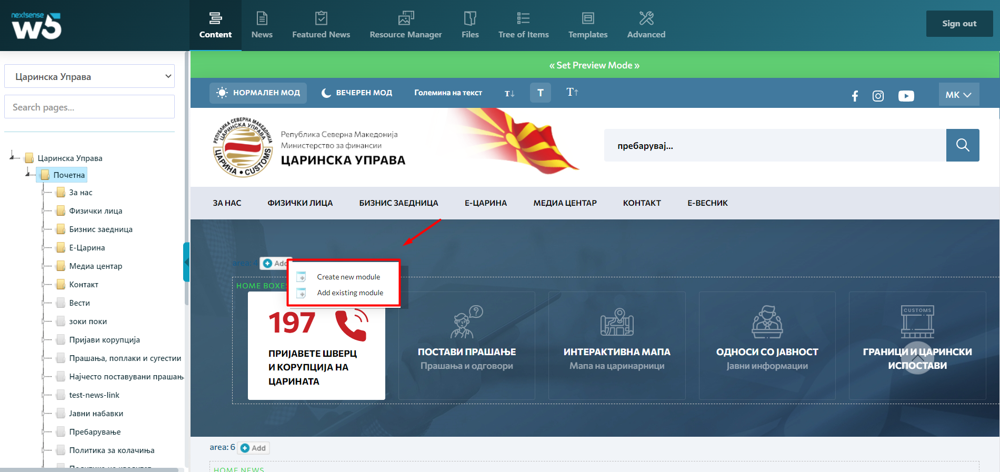 nextsense
w5
Content
News
Featured News
Resource Manager
Files
Tree of Items
Templates
Advanced
Sign out
Царинска Управа
Search pages...
Царинска Управа
Почетна
За нас
Физички лица
Бизнис заедница
Е-Царина
Медиа центар
Контакт
Вести
зоки поки
Пријави корупција
Прашања, поплаки и сугестии
Најчесто поставувани прашањ
test-news-link
Јавни набавки
Пребарување
Политика за колачиња
« Set Preview Mode »
НОРМАЛЕН МОД
ВЕЧЕРЕН МОД
Големина на текст
T↓
T
T↑
МК
РЕПУБЛИКА СЕВЕРНА МАКЕДОНИЈА
ЦАРИНСКА УПРАВА
ЦАРИНА • CUSTOMS
Република Северна Македонија
Министерство за финансии
ЦАРИНСКА УПРАВА
пребарувај...
ЗА НАС
ФИЗИЧКИ ЛИЦА
БИЗНИС ЗАЕДНИЦА
Е-ЦАРИНА
МЕДИА ЦЕНТАР
КОНТАКТ
Е-ВЕСНИК
area: 4
Add
Create new module
Add existing module
HOME BOXES
197
ПРИЈАВЕТЕ ШВЕРЦ
И КОРУПЦИЈА НА
ЦАРИНАТА
ПОСТАВИ ПРАШАЊЕ
Прашања и одговори
ИНТЕРАКТИВНА МАПА
Мапа на царинарници
ОДНОСИ СО ЈАВНОСТ
Јавни информации
CUSTOMS
ГРАНИЦИ И ЦАРИНСКИ
ИСПОСТАВИ
area: 6
Add
HOME NEWS